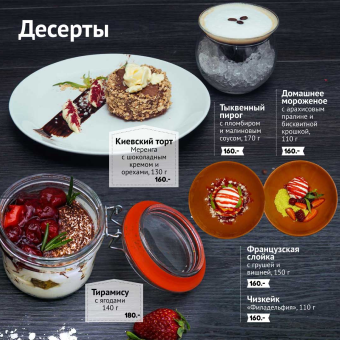 Десерты
Киевский торт
Меренга
с шоколадным
кремом и
орехами, 130 г
160.-
Тыквенный
пирог
с пломбиром
и малиновым
соусом, 170 г
160.-
Домашнее
мороженое
с арахисовым
пралине и
бисквитной
крошкой,
110 г
160.-
Тирамису
с ягодами
140 г
180.-
Французская
слойка
с грушей и
вишней, 150 г
160.-
Чизкейк
«Филадельфия», 110 г
160.-